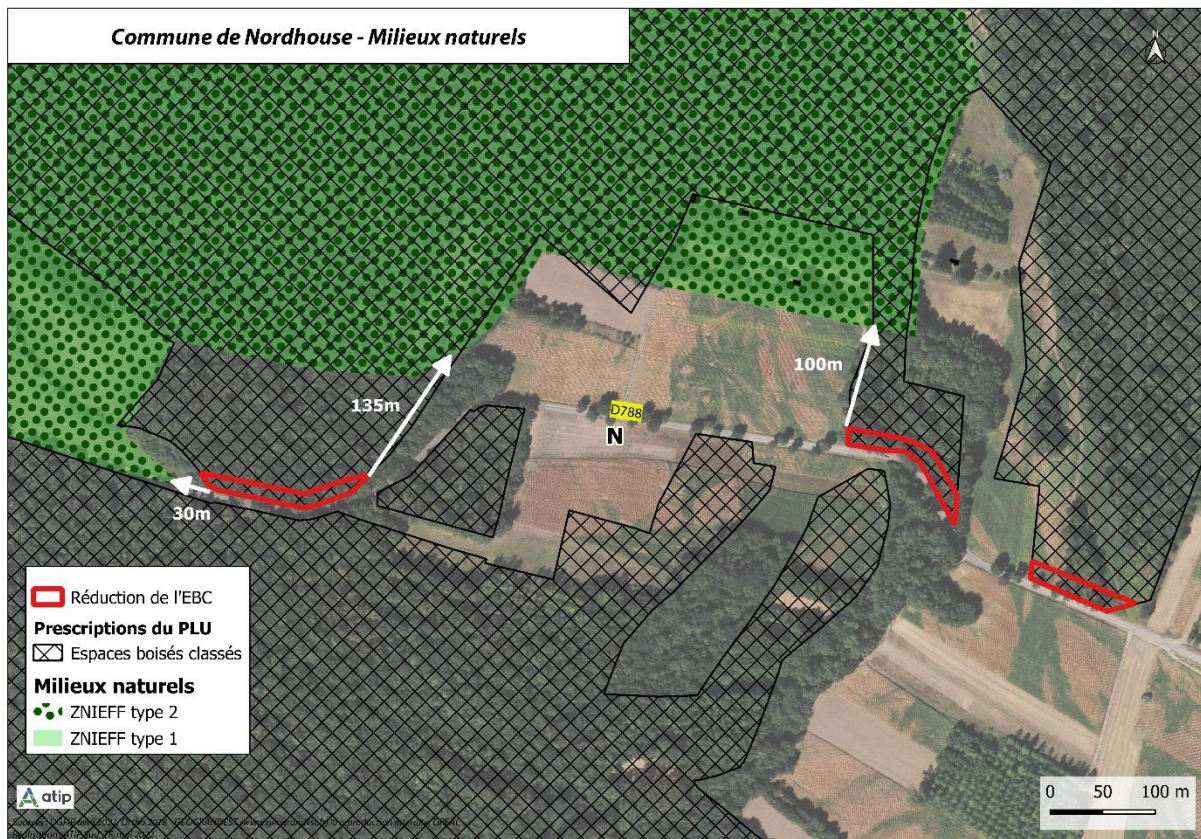 Commune de Nordhouse - Milieux naturels
N
135m
100m
D788
N
30m
Réduction de l'EBC
Prescriptions du PLU
Espaces boisés classés
Milieux naturels
ZNIEFF type 2
ZNIEFF type 1
atip
0 50 100 m